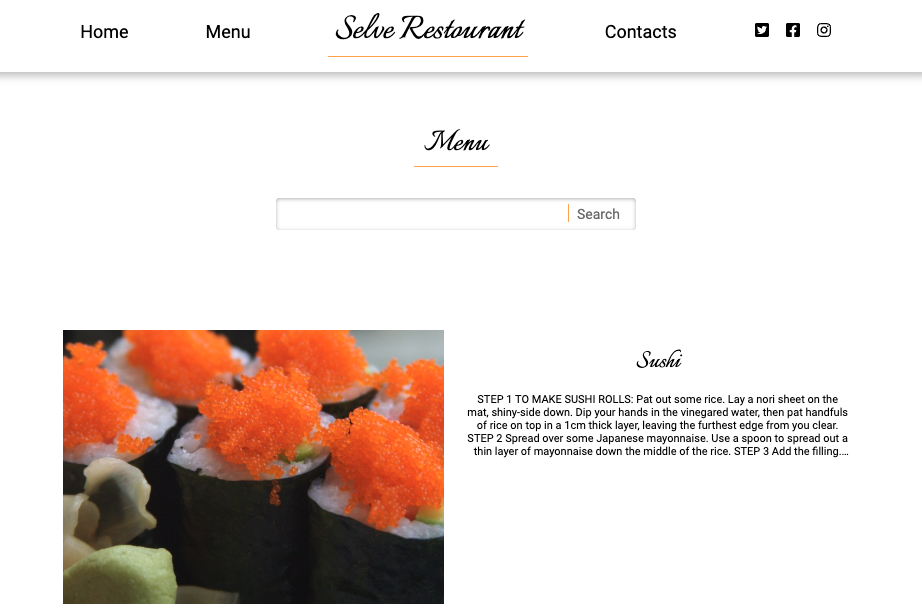 Home
Menu
Selve Restourant
Contacts
Menu
Search
Sushi
STEP 1 TO MAKE SUSHI ROLLS: Pat out some rice. Lay a nori sheet on the
mat, shiny-side down. Dip your hands in the vinegared water, then pat handfuls
of rice on top in a 1cm thick layer, leaving the furthest edge from you clear.
STEP 2 Spread over some Japanese mayonnaise. Use a spoon to spread out a
thin layer of mayonnaise down the middle of the rice. STEP 3 Add the filling....